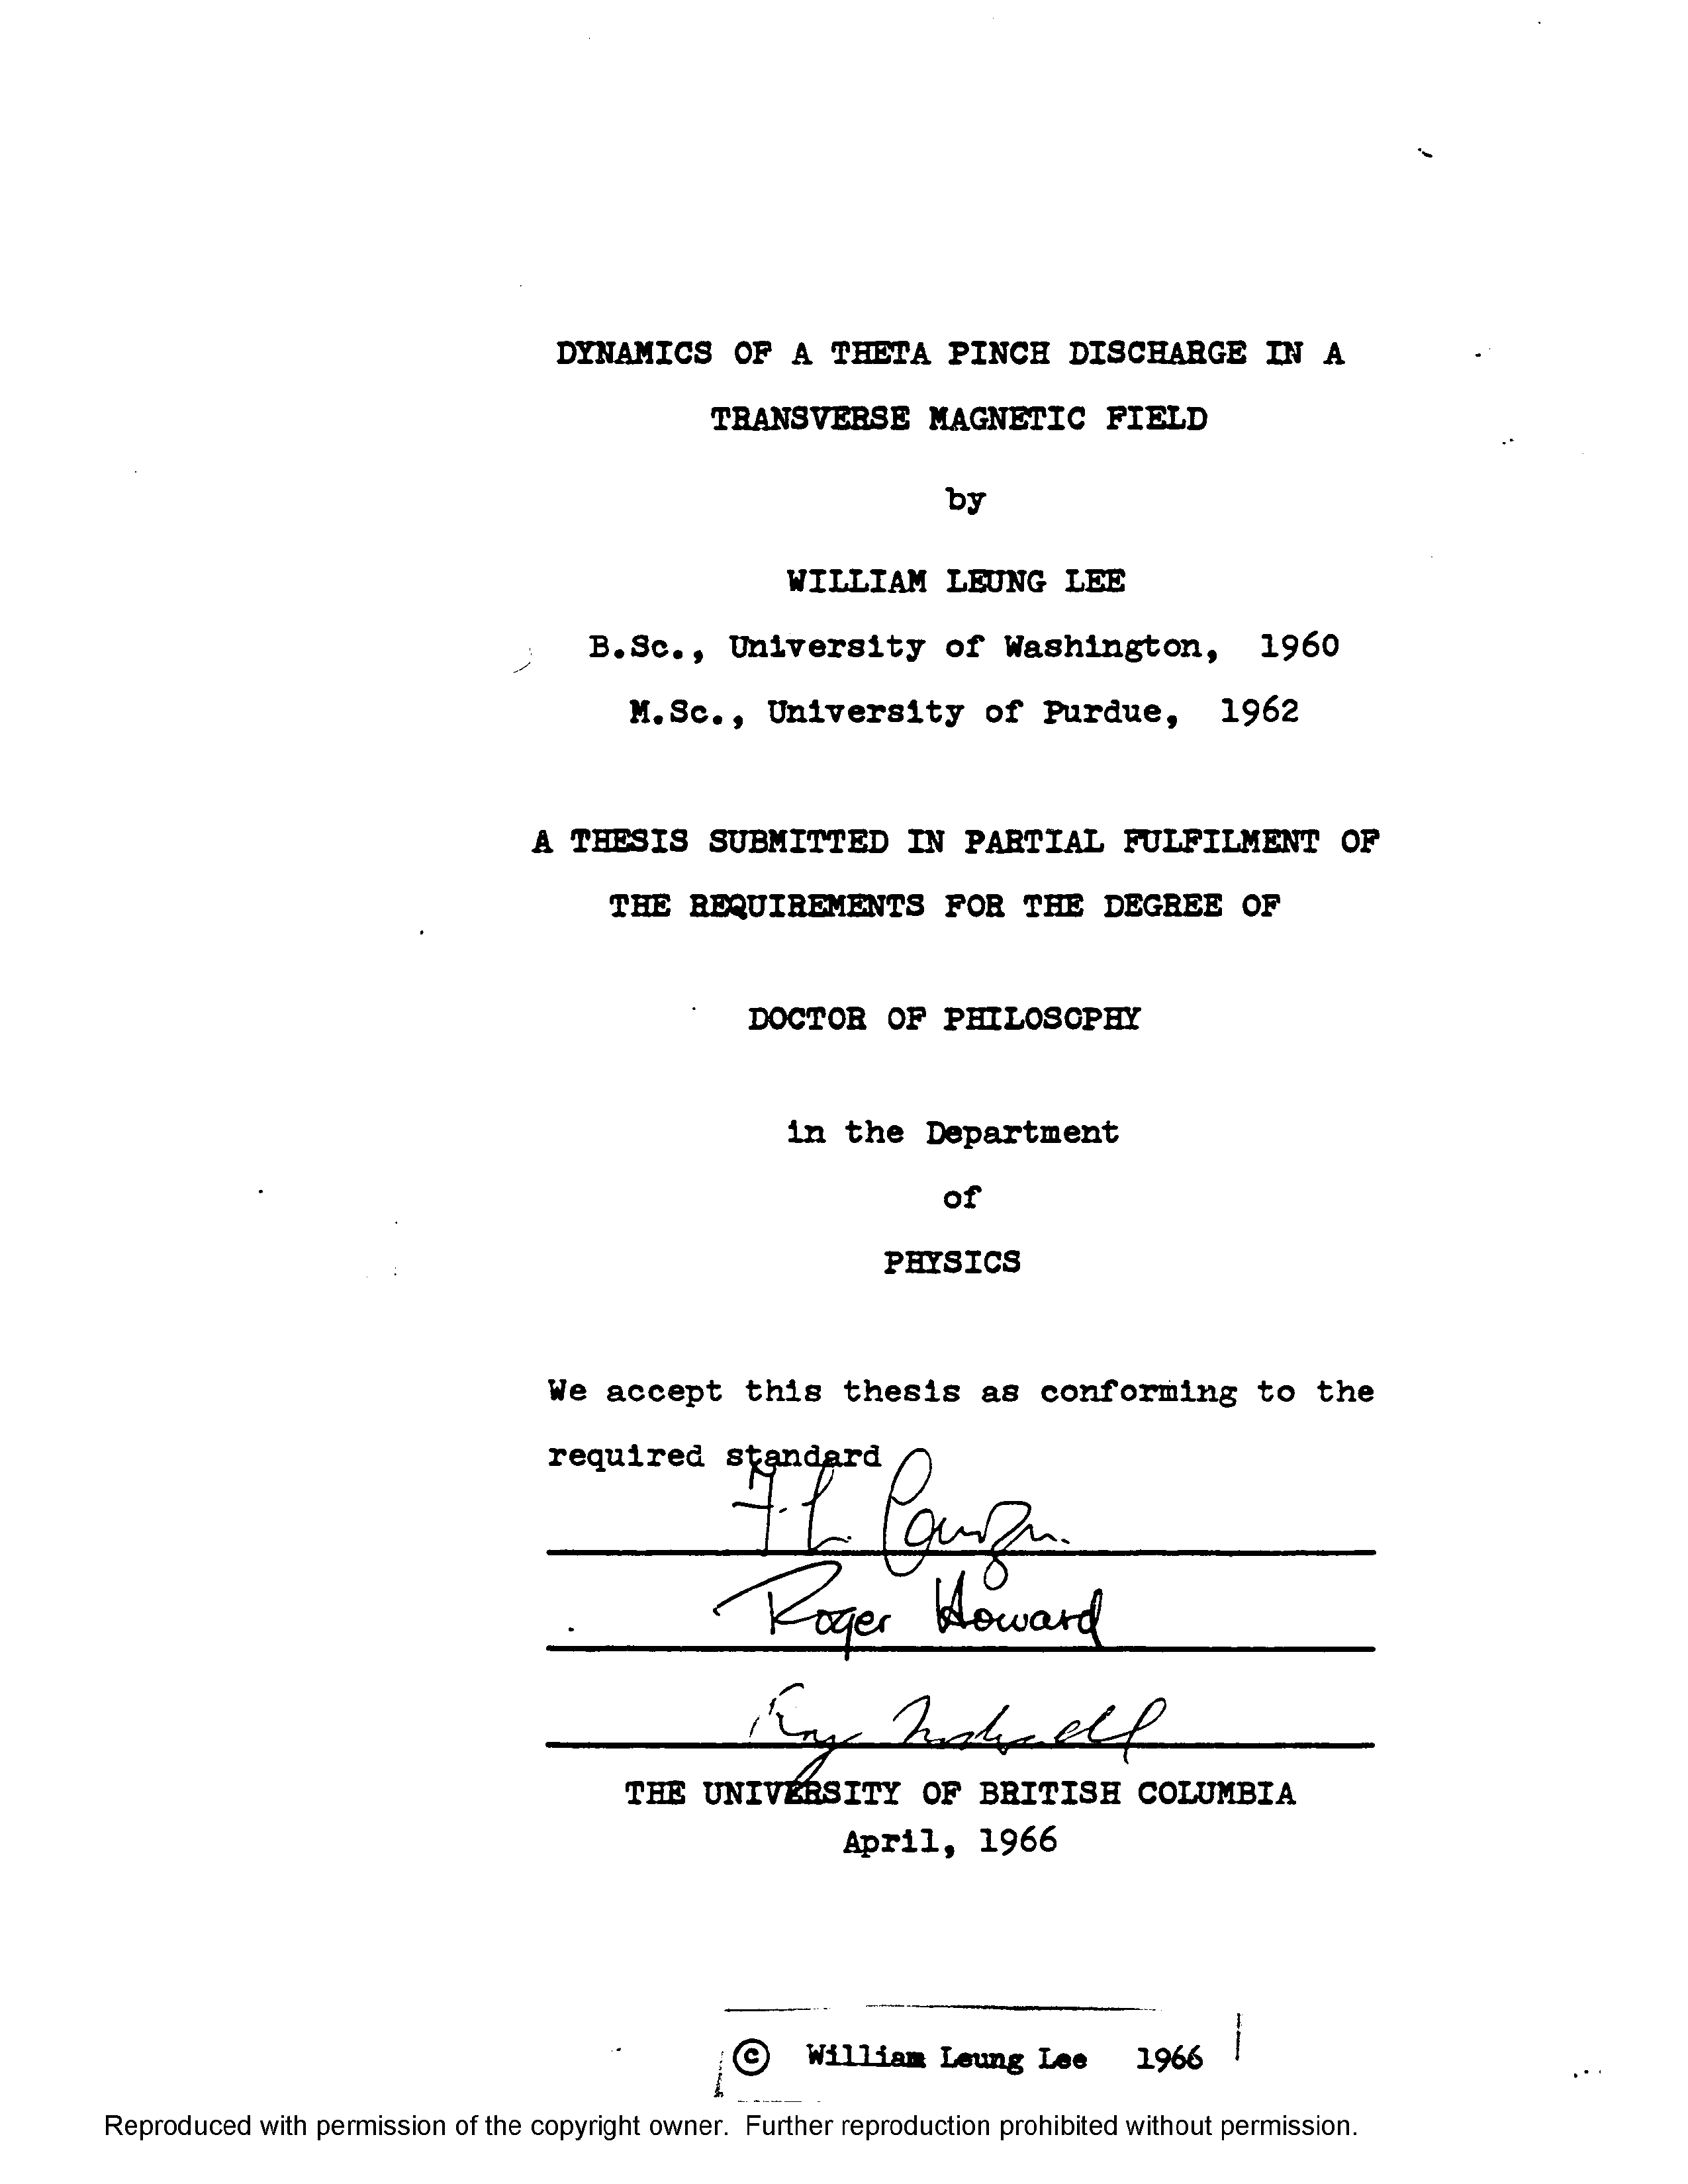 DYNAMICS OF A THETA PINCH DISCHARGE IN A
TRANSVERSE MAGNETIC FIELD
by
WILLIAM LEUNG LEE
B.Sc., University of Washington, 1960
M.Sc., University of Purdue, 1962
A THESIS SUBMITTED IN PARTIAL FULFILMENT OF
THE REQUIREMENTS FOR THE DEGREE OF
DOCTOR OF PHILOSOPHY
in the Department
of
PHYSICS
We accept this thesis as conforming to the
required standard
F. L.
Roger Howard
THE UNIVERSITY OF BRITISH COLUMBIA
April, 1966
© William Leung Lee 1966
Reproduced with permission of the copyright owner. Further reproduction prohibited without permission.